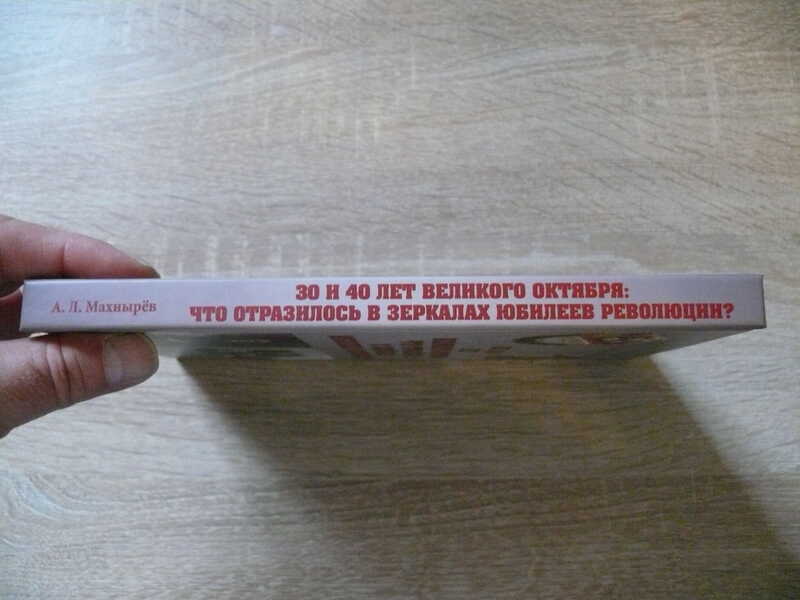 А. Л. Махнырёв
30 И 40 ЛЕТ ВЕЛИКОГО ОКТЯБРЯ:
ЧТО ОТРАЗИЛОСЬ В ЗЕРКАЛАХ ЮБИЛЕЕВ РЕВОЛЮЦИИ?